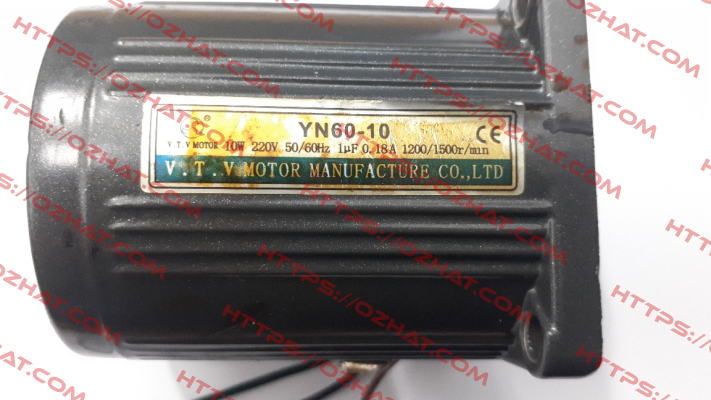 YN60-10
CE
V.T.V MOTOR 10W 220V 50/60Hz 1μF 0.18A 1200/1500r/min
V.T.V MOTOR MANUFACTURE CO.,LTD
HTTPS://OZHAT.COM